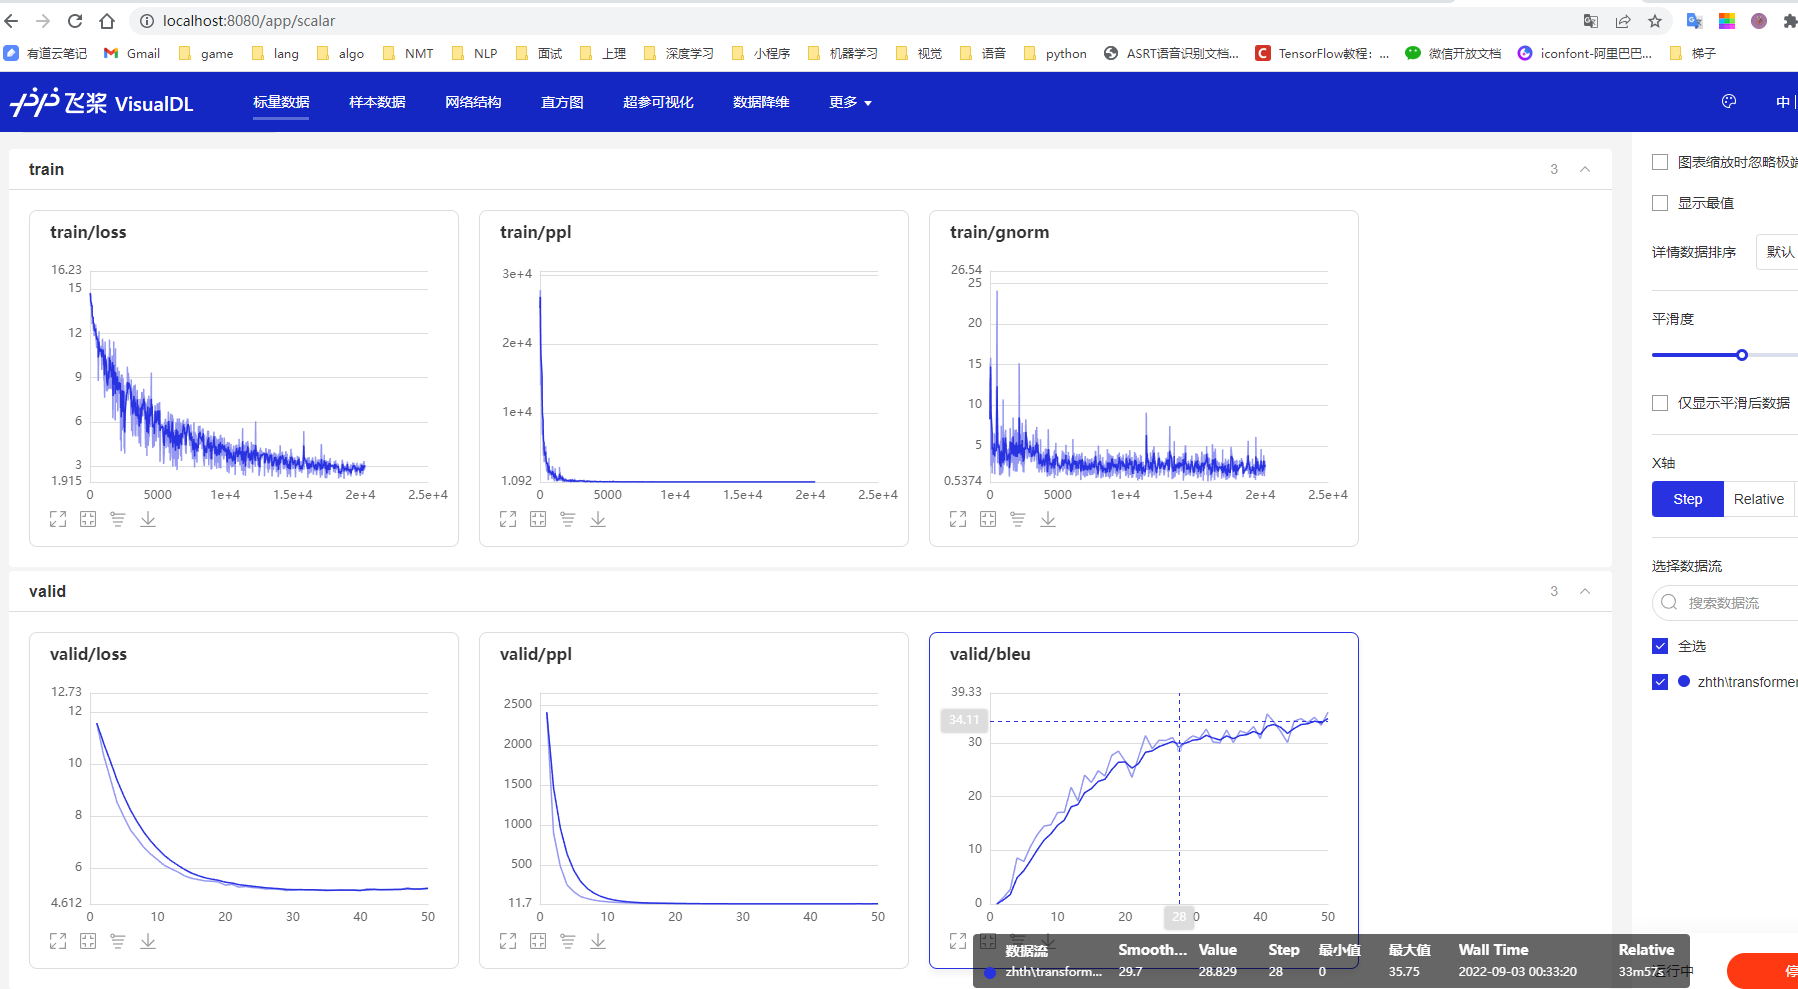 localhost:8080/app/scalar
有道云笔记 Gmail game lang algo NMT NLP 面试 上理 深度学习 小程序 机器学习 视觉 语音 python ASRT语音识别文档... TensorFlow教程：... 微信开放文档 iconfont-阿里巴巴... 梯子
飞桨 VisualDL 标量数据 样本数据 网络结构 直方图 超参可视化 数据降维 更多 中
train 3
train/loss
16.23
15
12
9
6
3
1.915
0 5000 1e+4 1.5e+4 2e+4 2.5e+4
train/ppl
3e+4
2e+4
1e+4
1.092
0 5000 1e+4 1.5e+4 2e+4 2.5e+4
train/gnorm
26.54
25
20
15
10
5
0.5374
0 5000 1e+4 1.5e+4 2e+4 2.5e+4
valid 3
valid/loss
12.73
12
10
8
6
4.612
0 10 20 30 40 50
valid/ppl
2500
2000
1500
1000
500
11.7
0 10 20 30 40 50
valid/bleu
39.33
34.11
30
20
10
0
0 10 20 28 0 40 50
数据流 Smooth... Value Step 最小值 最大值 Wall Time Relative
zhth\transform... 29.7 28.829 28 0 35.75 2022-09-03 00:33:20 33m57s
图表缩放时忽略极端
显示最值
详情数据排序 默认
平滑度
仅显示平滑后数据
X轴
Step Relative
选择数据流
搜索数据流
全选
zhth\transformer
运行中 停